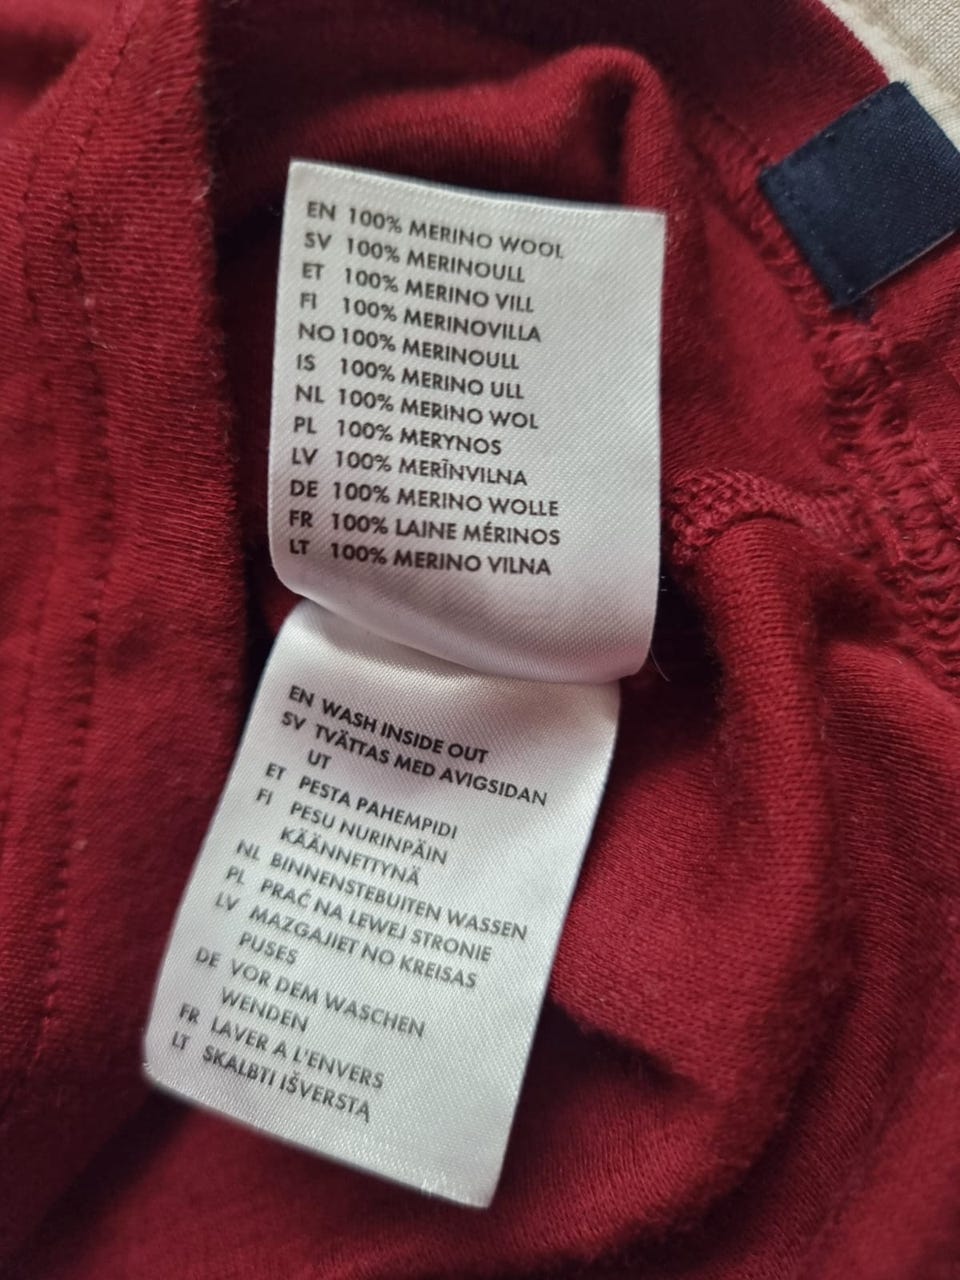 EN 100% MERINO WOOL
SV 100% MERINOULL
ET 100% MERINO VILL
FI 100% MERINOVILLA
NO 100% MERINOULL
IS 100% MERINO ULL
NL 100% MERINO WOL
PL 100% MERYNOS
LV 100% MERĪNVILNA
DE 100% MERINO WOLLE
FR 100% LAINE MÉRINOS
LT 100% MERINO VILNA
EN WASH INSIDE OUT
SV TVÄTTAS MED AVIGSIDAN
UT
ET PESTA PAHEMPIDI
FI PESU NURINPÄIN
KÄÄNNETTYNÄ
NL BINNENSTEBUITEN WASSEN
PL PRAĆ NA LEWEJ STRONIE
LV MAZGAJIET NO KREISAS
PUSES
DE VOR DEM WASCHEN
WENDEN
FR LAVER A L'ENVERS
LT SKALBTI IŠVERSTĄ